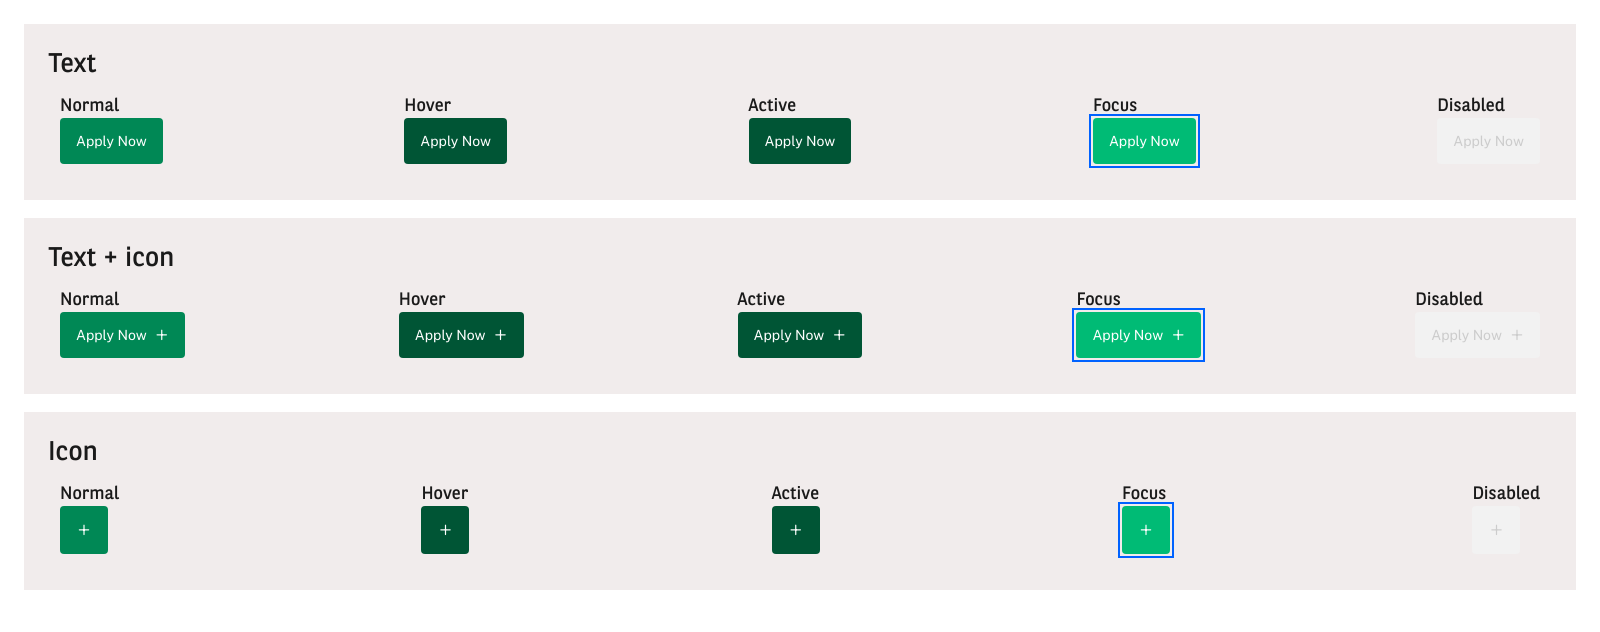 Text
Normal Hover Active Focus Disabled
Apply Now Apply Now Apply Now Apply Now Apply Now
Text + icon
Normal Hover Active Focus Disabled
Apply Now + Apply Now + Apply Now + Apply Now + Apply Now +
Icon
Normal Hover Active Focus Disabled
+ + + + +